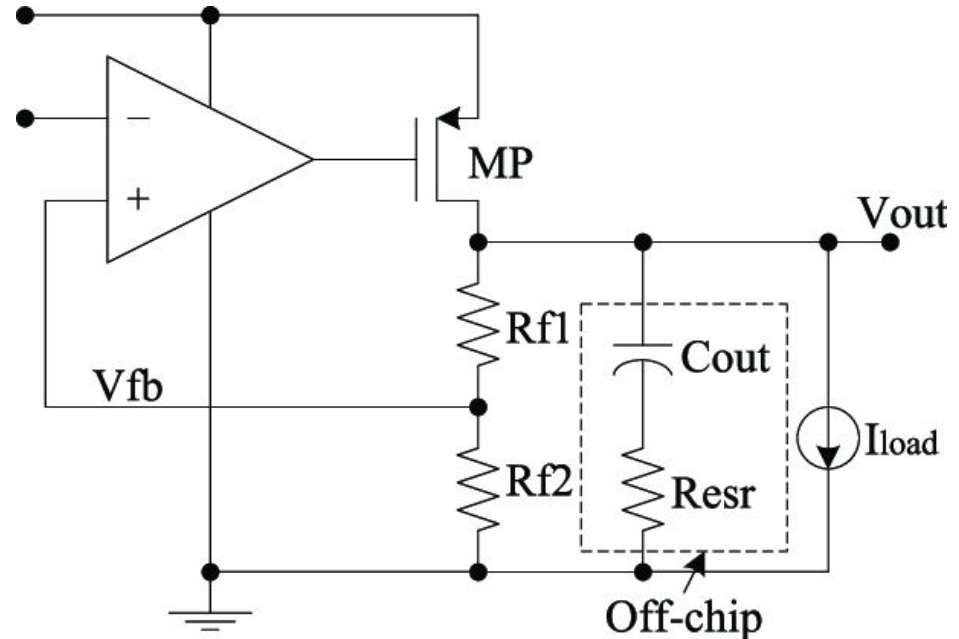 −
+
MP
Vout
Rf1
Cout
Vfb
Iload
Rf2
Resr
Off-chip